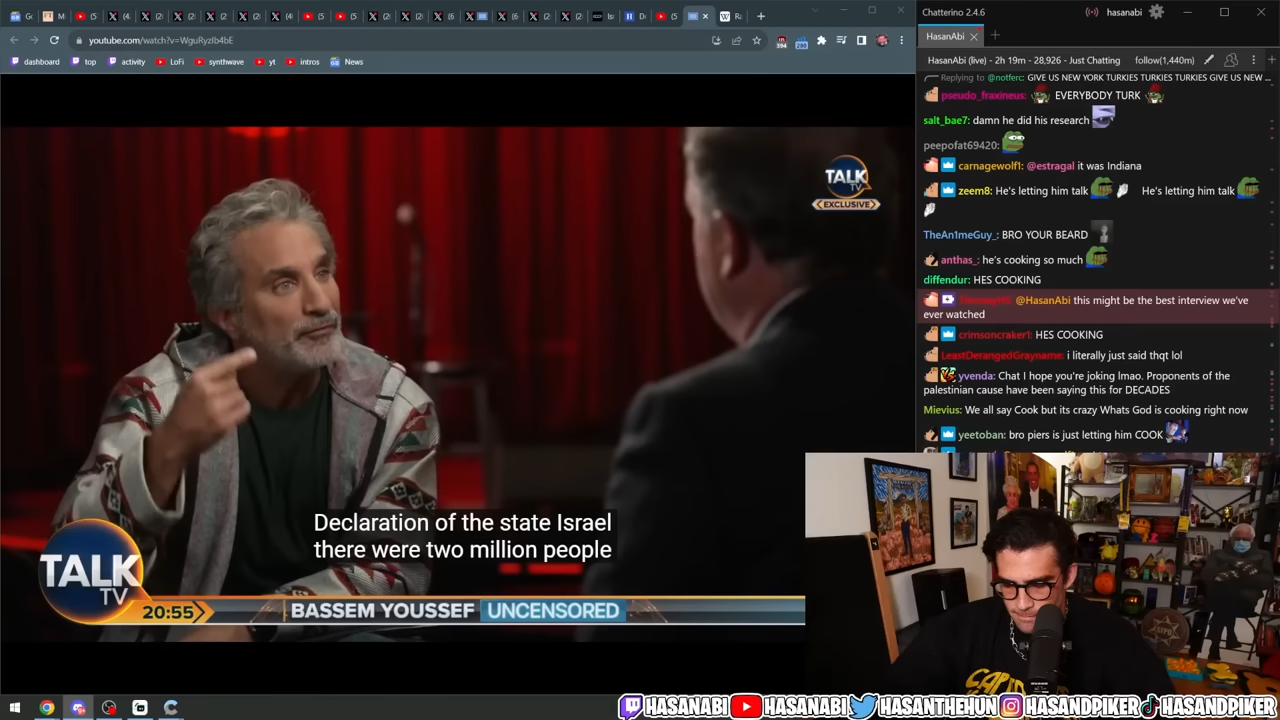 Chatterino 2.4.6
hasanabi
youtube.com/watch?v=WguRyzJb4bE
HasanAbi
dashboard
top
activity
LoFi
synthwave
yt
intros
News
HasanAbi (live) - 2h 19m - 28,926 - Just Chatting
follow(1,440m)
Replying to @notferc: GIVE US NEW YORK TURKIES TURKIES TURKIES GIVE US NEW ...
pseudo_fraxineus: EVERYBODY TURK
salt_bae7: damn he did his research
peepofat69420:
carnagewolf1: @estragal it was Indiana
zeem8: He's letting him talk He's letting him talk
TheAn1meGuy_: BRO YOUR BEARD
anthas_: he's cooking so much
diffendur: HES COOKING
@HasanAbi this might be the best interview we've
ever watched
crimsoncraker1: HES COOKING
LeastDerangedGrayname: i literally just said thqt lol
yvenda: Chat I hope you're joking lmao. Proponents of the
palestinian cause have been saying this for DECADES
Mievius: We all say Cook but its crazy Whats God is cooking right now
yeetoban: bro piers is just letting him COOK
TALK
TV
EXCLUSIVE
Declaration of the state Israel
there were two million people
TALK
TV
20:55
BASSEM YOUSSEF UNCENSORED
HASANABI HASANABI HASANTHEHUN HASANDPIKER HASANDPIKER